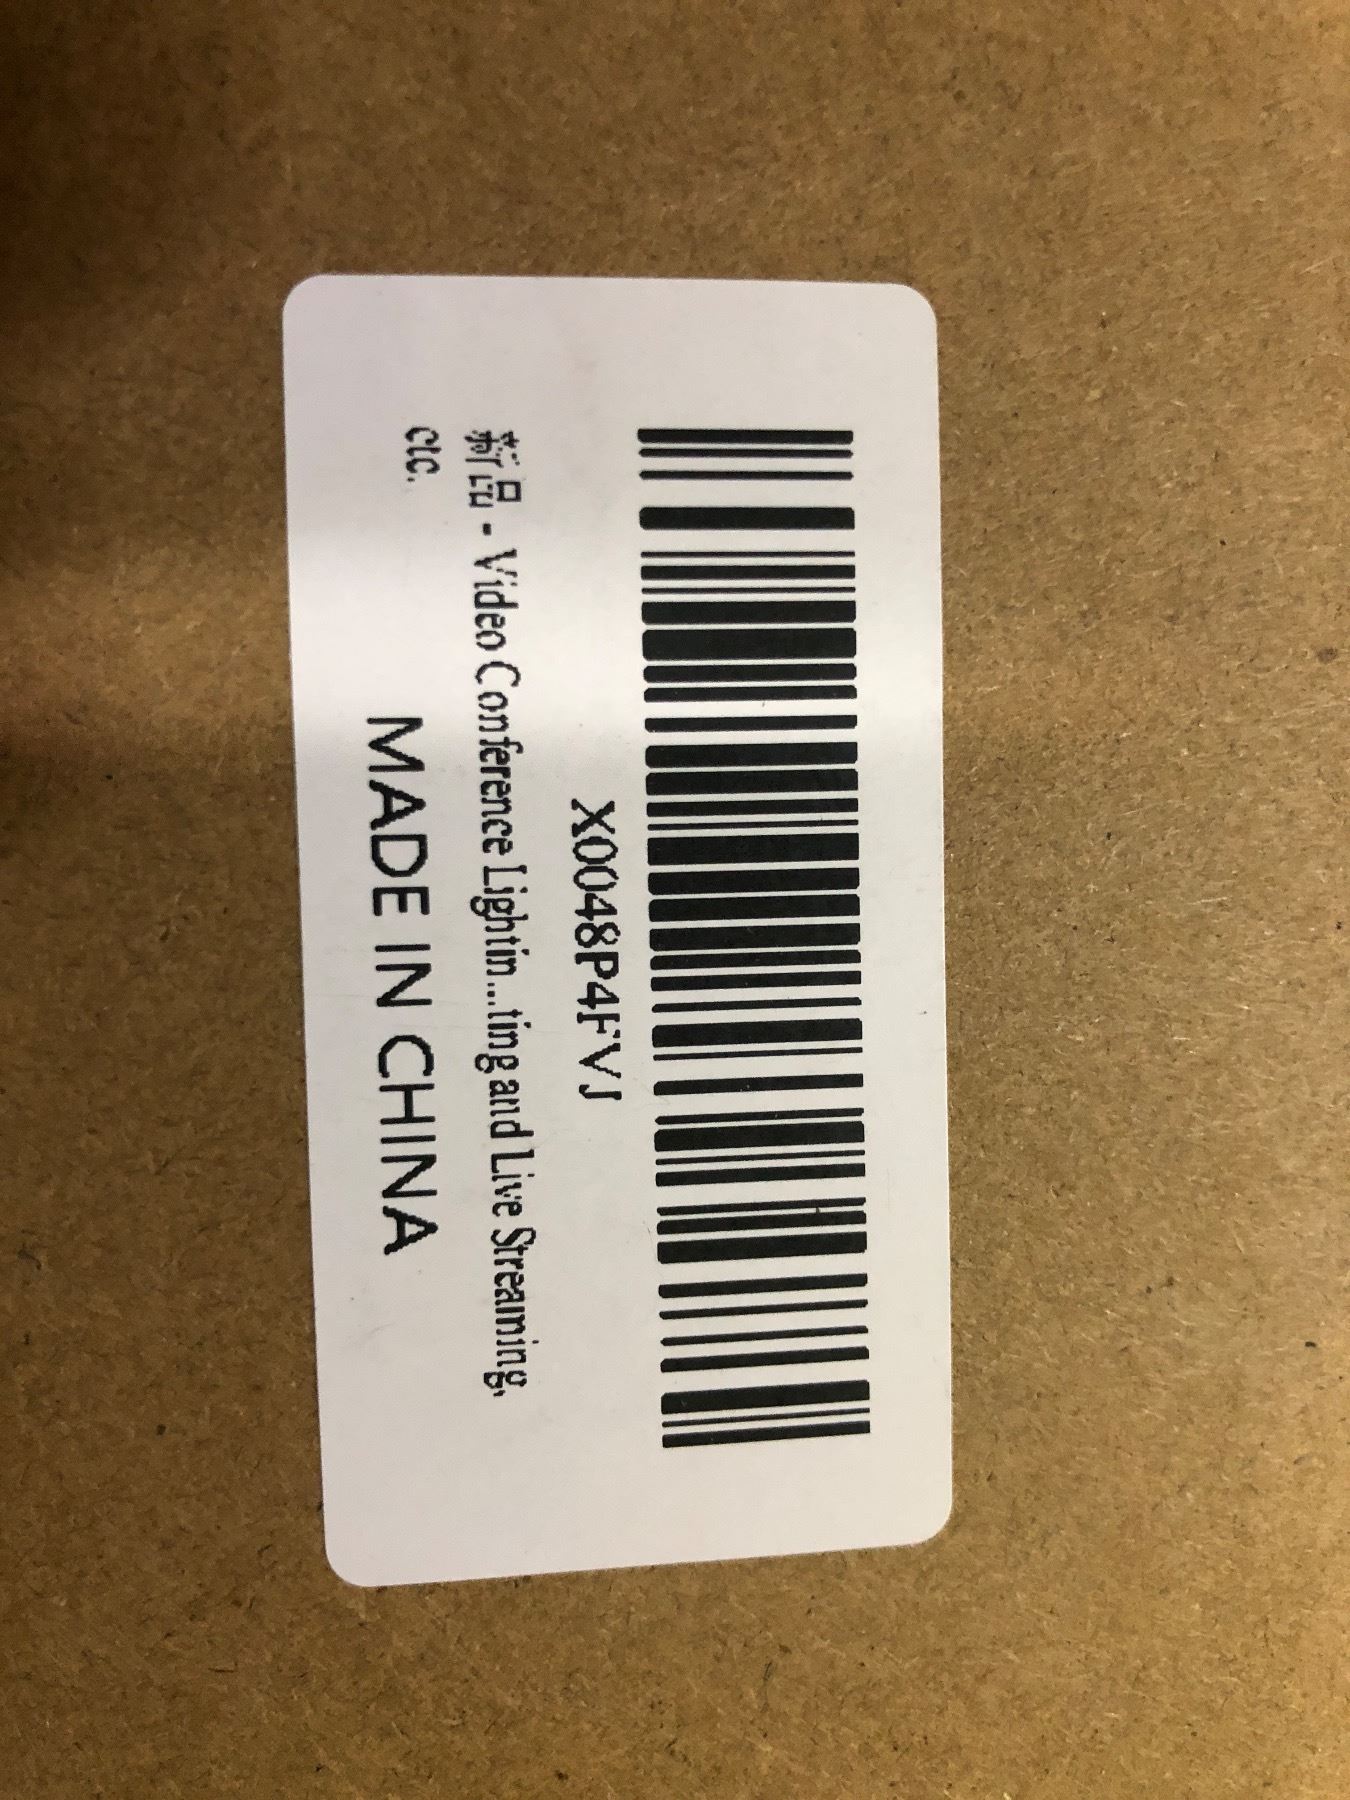 X0048P4FVJ
新品 - Video Conference Lightin...ting and Live Streaming,
etc.
MADE IN CHINA